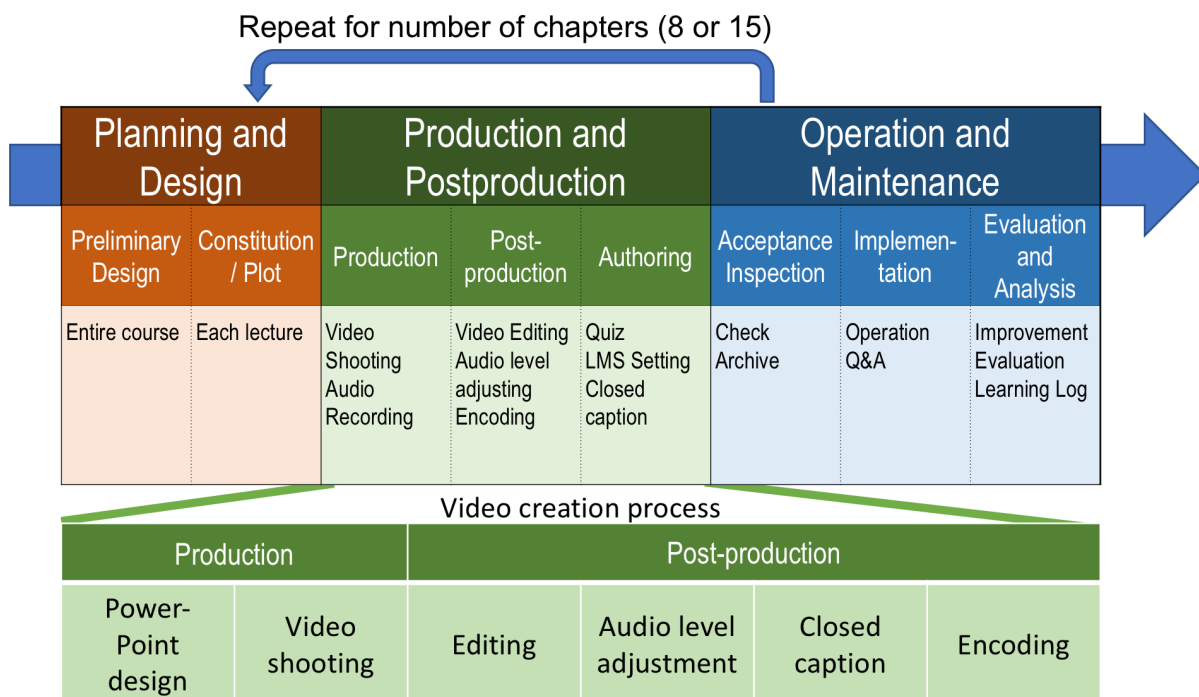 Repeat for number of chapters (8 or 15)
Planning and
Design
Production and
Postproduction
Operation and
Maintenance
Preliminary
Design
Constitution
/ Plot
Production
Post-
production
Authoring
Acceptance
Inspection
Implemen-
tation
Evaluation
and
Analysis
Entire course
Each lecture
Video
Shooting
Audio
Recording
Video Editing
Audio level
adjusting
Encoding
Quiz
LMS Setting
Closed
caption
Check
Archive
Operation
Q&A
Improvement
Evaluation
Learning Log
Video creation process
Production
Post-production
Power-
Point
design
Video
shooting
Editing
Audio level
adjustment
Closed
caption
Encoding